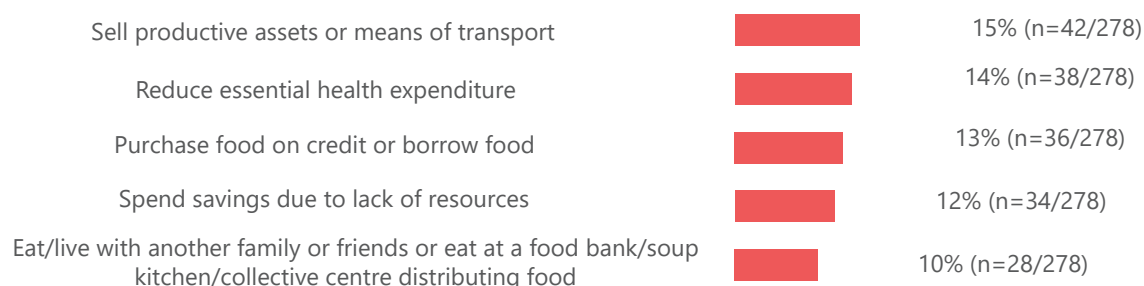 Sell productive assets or means of transport 15% (n=42/278)
Reduce essential health expenditure 14% (n=38/278)
Purchase food on credit or borrow food 13% (n=36/278)
Spend savings due to lack of resources 12% (n=34/278)
Eat/live with another family or friends or eat at a food bank/soup
kitchen/collective centre distributing food 10% (n=28/278)